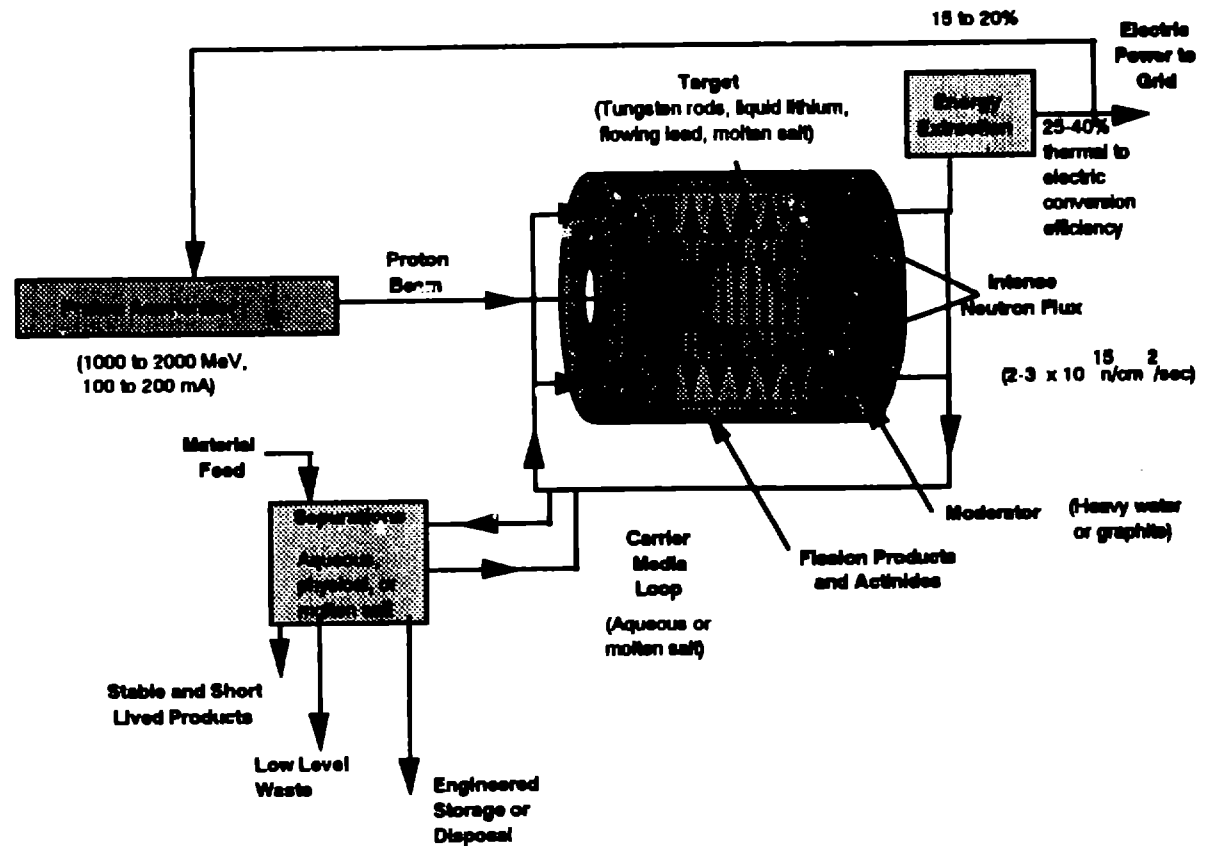 15 to 20%
Electric
Power to
Grid
Target
(Tungsten rods, liquid lithium,
flowing lead, molten salt)
Energy
Extraction
25-40%
thermal to
electric
conversion
efficiency
Proton
Beam
Intense
Neutron Flux
(2-3 x 10 15 n/cm 2 /sec)
(1000 to 2000 MeV,
100 to 200 mA)
Material
Feed
Separations
Aqueous,
physical, or
molten salt
Moderator
(Heavy water
or graphite)
Carrier
Media
Loop
(Aqueous or
molten salt)
Fission Products
and Actinides
Stable and Short
Lived Products
Low Level
Waste
Engineered
Storage or
Disposal